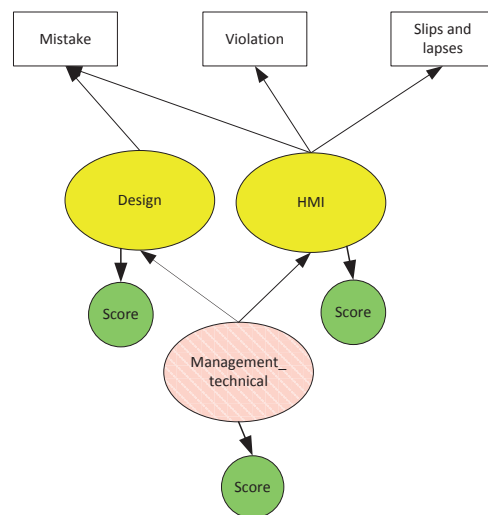 Mistake
Violation
Slips and
lapses
Design
HMI
Score
Score
Management_
technical
Score